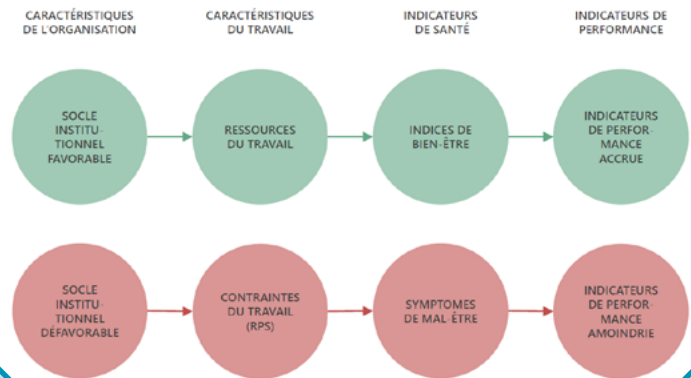 CARACTÉRISTIQUES
DE L'ORGANISATION
CARACTÉRISTIQUES
DU TRAVAIL
INDICATEURS
DE SANTÉ
INDICATEURS DE
PERFORMANCE
SOCLE
INSTITU-
TIONNEL
FAVORABLE
RESSOURCES
DU TRAVAIL
INDICES DE
BIEN-ÊTRE
INDICATEURS
DE PERFOR-
MANCE
ACCRUE
SOCLE
INSTITU-
TIONNEL
DÉFAVORABLE
CONTRAINTES
DU TRAVAIL
(RPS)
SYMPTOMES
DE MAL-ÊTRE
INDICATEURS
DE PERFOR-
MANCE
AMOINDRIE